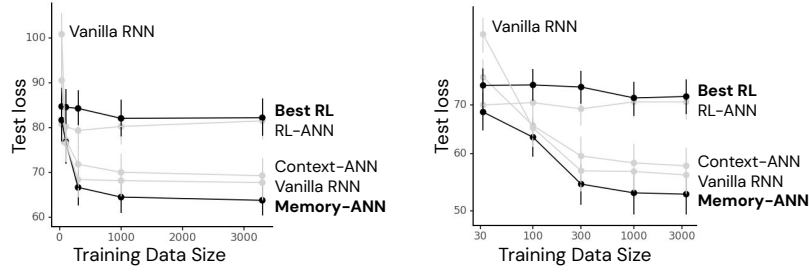 Vanilla RNN
100
90
80
70
60
Test loss
0
1000
2000
3000
Training Data Size
Best RL
RL-ANN
Context-ANN
Vanilla RNN
Memory-ANN
Vanilla RNN
70
60
50
Test loss
30
100
300
1000
3000
Training Data Size
Best RL
RL-ANN
Context-ANN
Vanilla RNN
Memory-ANN